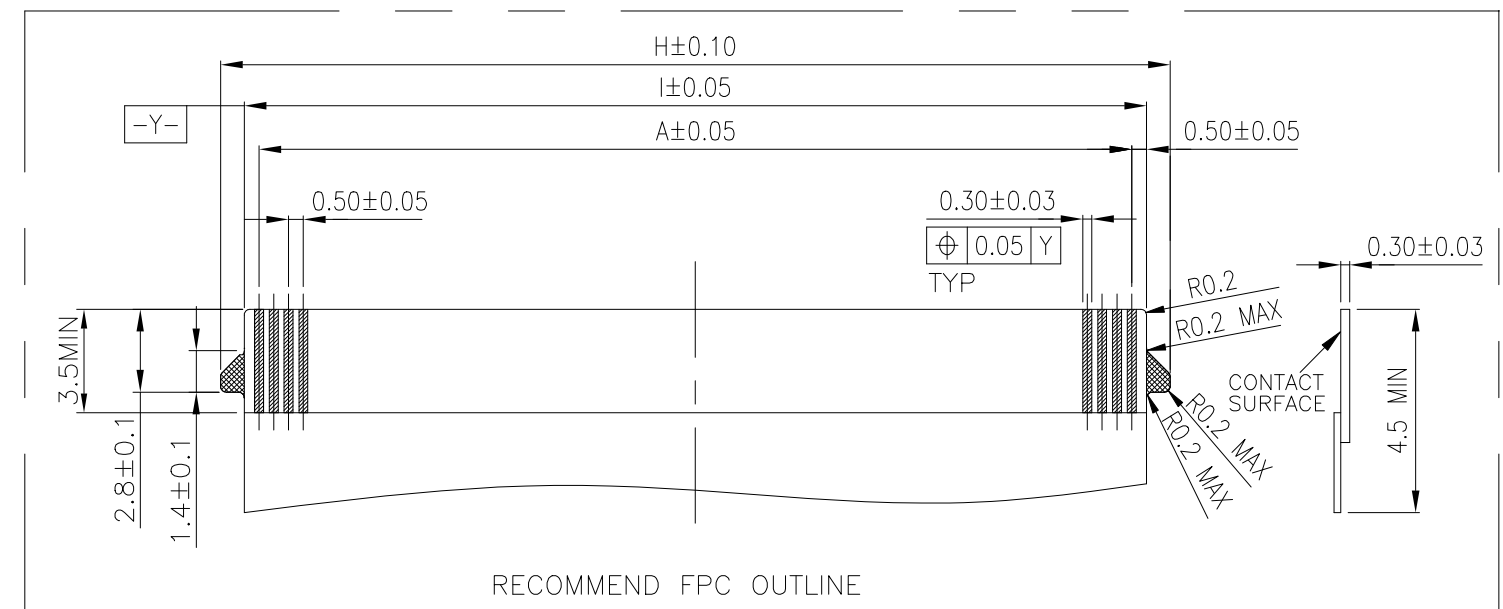 H±0.10
I±0.05
-Y-
A±0.05
0.50±0.05
0.50±0.05
0.30±0.03
⌖ 0.05 Y
TYP
0.30±0.03
R0.2
R0.2 MAX
3.5MIN
2.8±0.1
1.4±0.1
CONTACT
SURFACE
4.5 MIN
R0.2 MAX
R0.2 MAX
RECOMMEND FPC OUTLINE